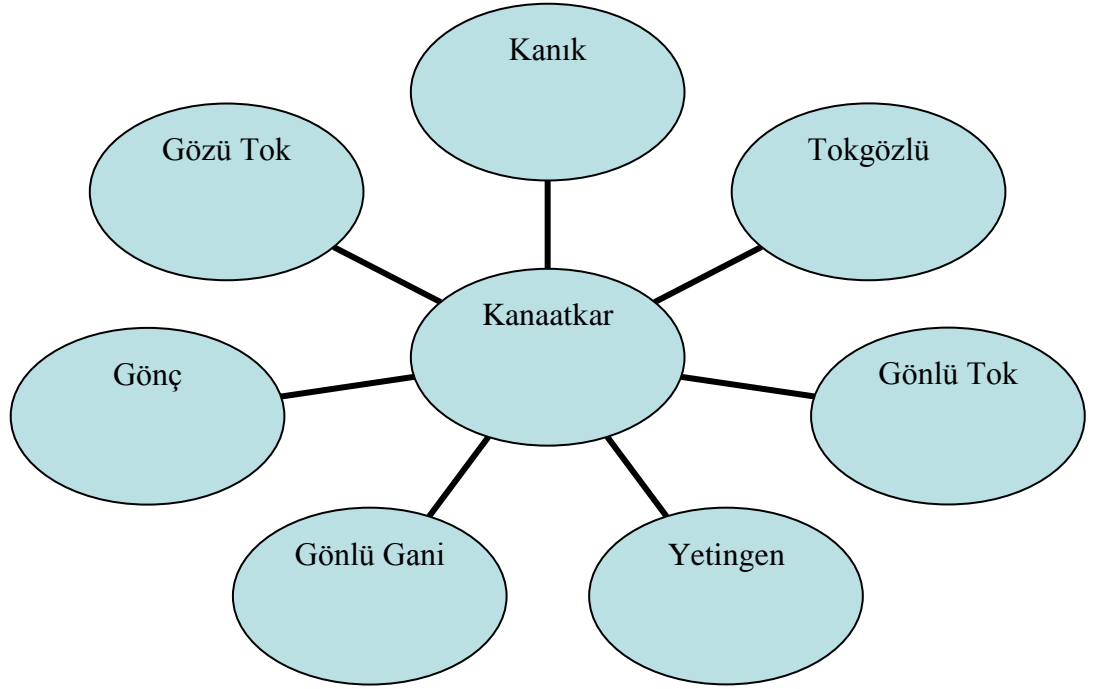 Kanık
Gözü Tok
Tokgözlü
Kanaatkar
Gönç
Gönlü Tok
Gönlü Gani
Yetingen